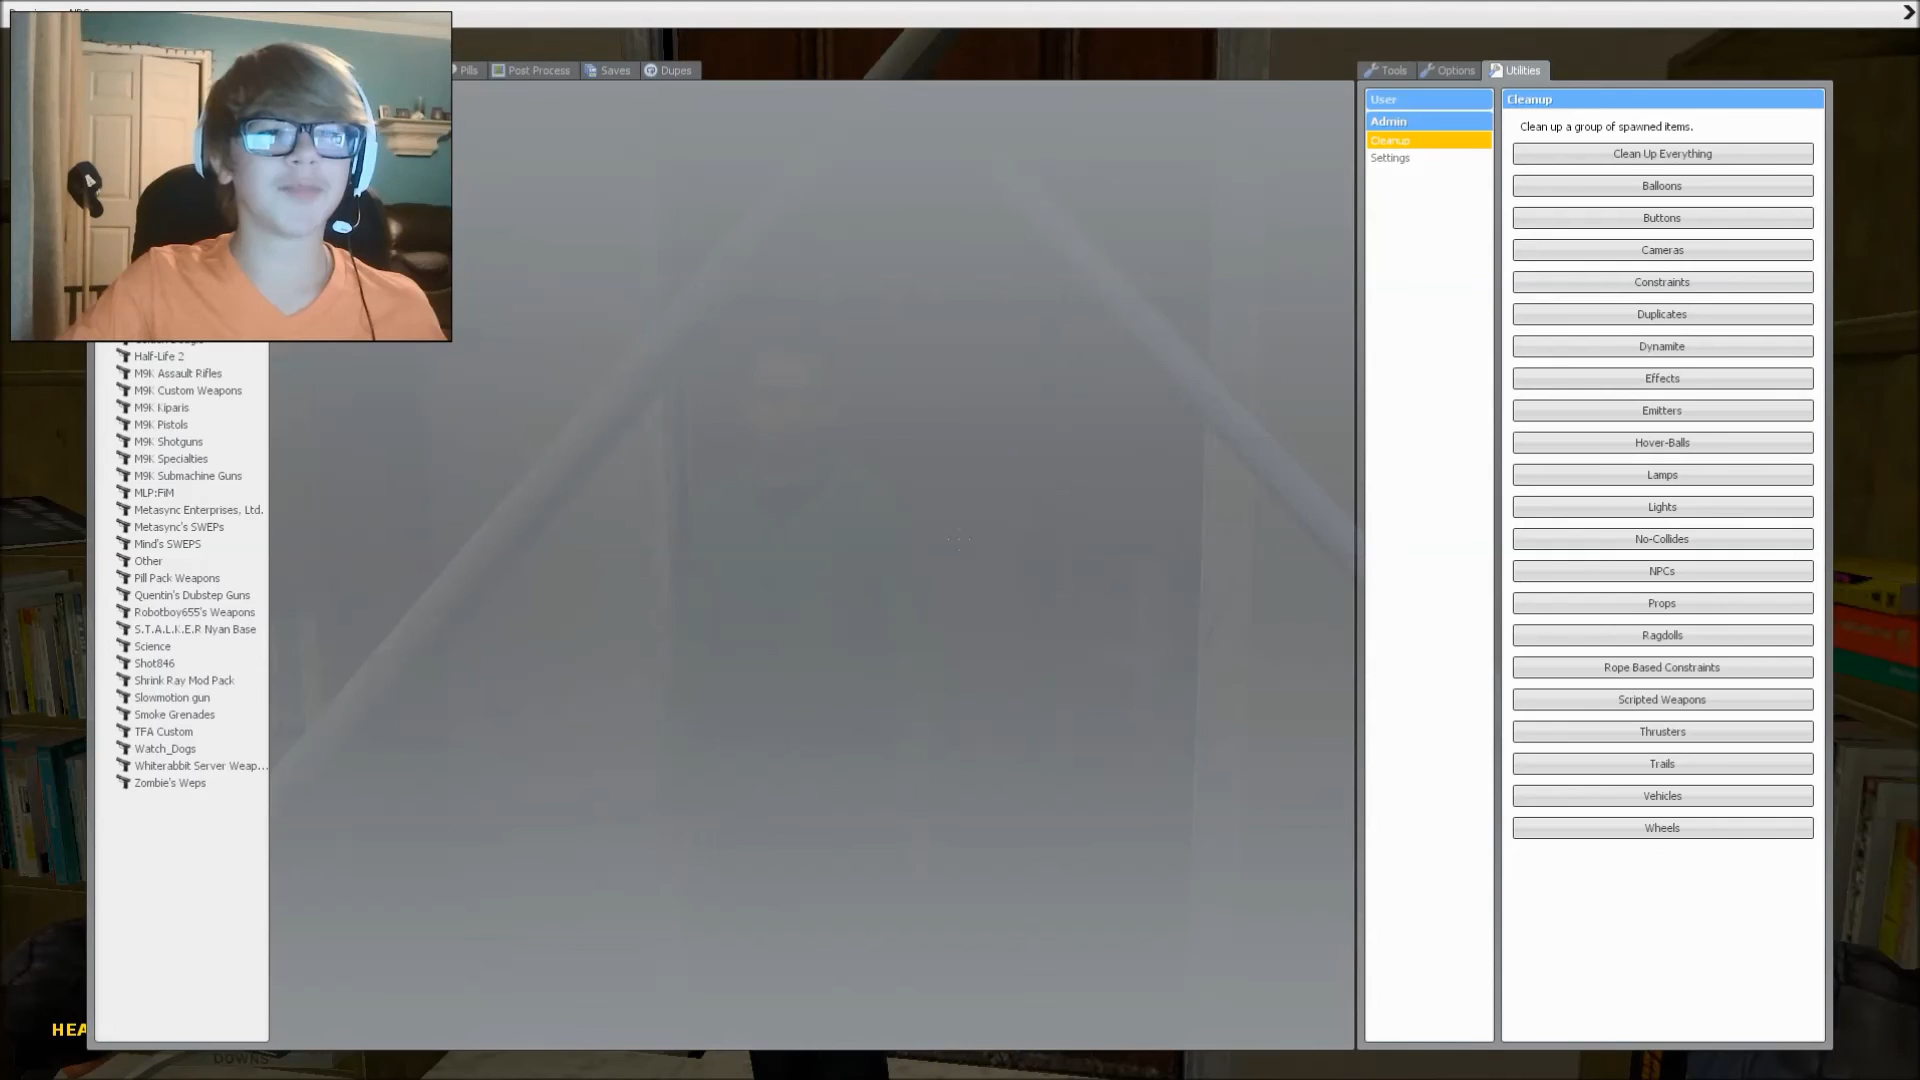 Pills
Post Process
Saves
Dupes
Tools
Options
Utilities
User
Admin
Cleanup
Settings
Cleanup
Clean up a group of spawned items.
Clean Up Everything
Balloons
Buttons
Cameras
Constraints
Duplicates
Dynamite
Effects
Emitters
Hover-Balls
Lamps
Lights
No-Collides
NPCs
Props
Ragdolls
Rope Based Constraints
Scripted Weapons
Thrusters
Trails
Vehicles
Wheels
Half-Life 2
M9K Assault Rifles
M9K Custom Weapons
M9K Kiparis
M9K Pistols
M9K Shotguns
M9K Specialties
M9K Submachine Guns
MLP:FiM
Metasync Enterprises, Ltd.
Metasync's SWEPs
Mind's SWEPS
Other
Pill Pack Weapons
Quentin's Dubstep Guns
Robotboy655's Weapons
S.T.A.L.K.E.R Nyan Base
Science
Shot846
Shrink Ray Mod Pack
Slowmotion gun
Smoke Grenades
TFA Custom
Watch_Dogs
Whiterabbit Server Weap...
Zombie's Weps
HEA
DOWNS